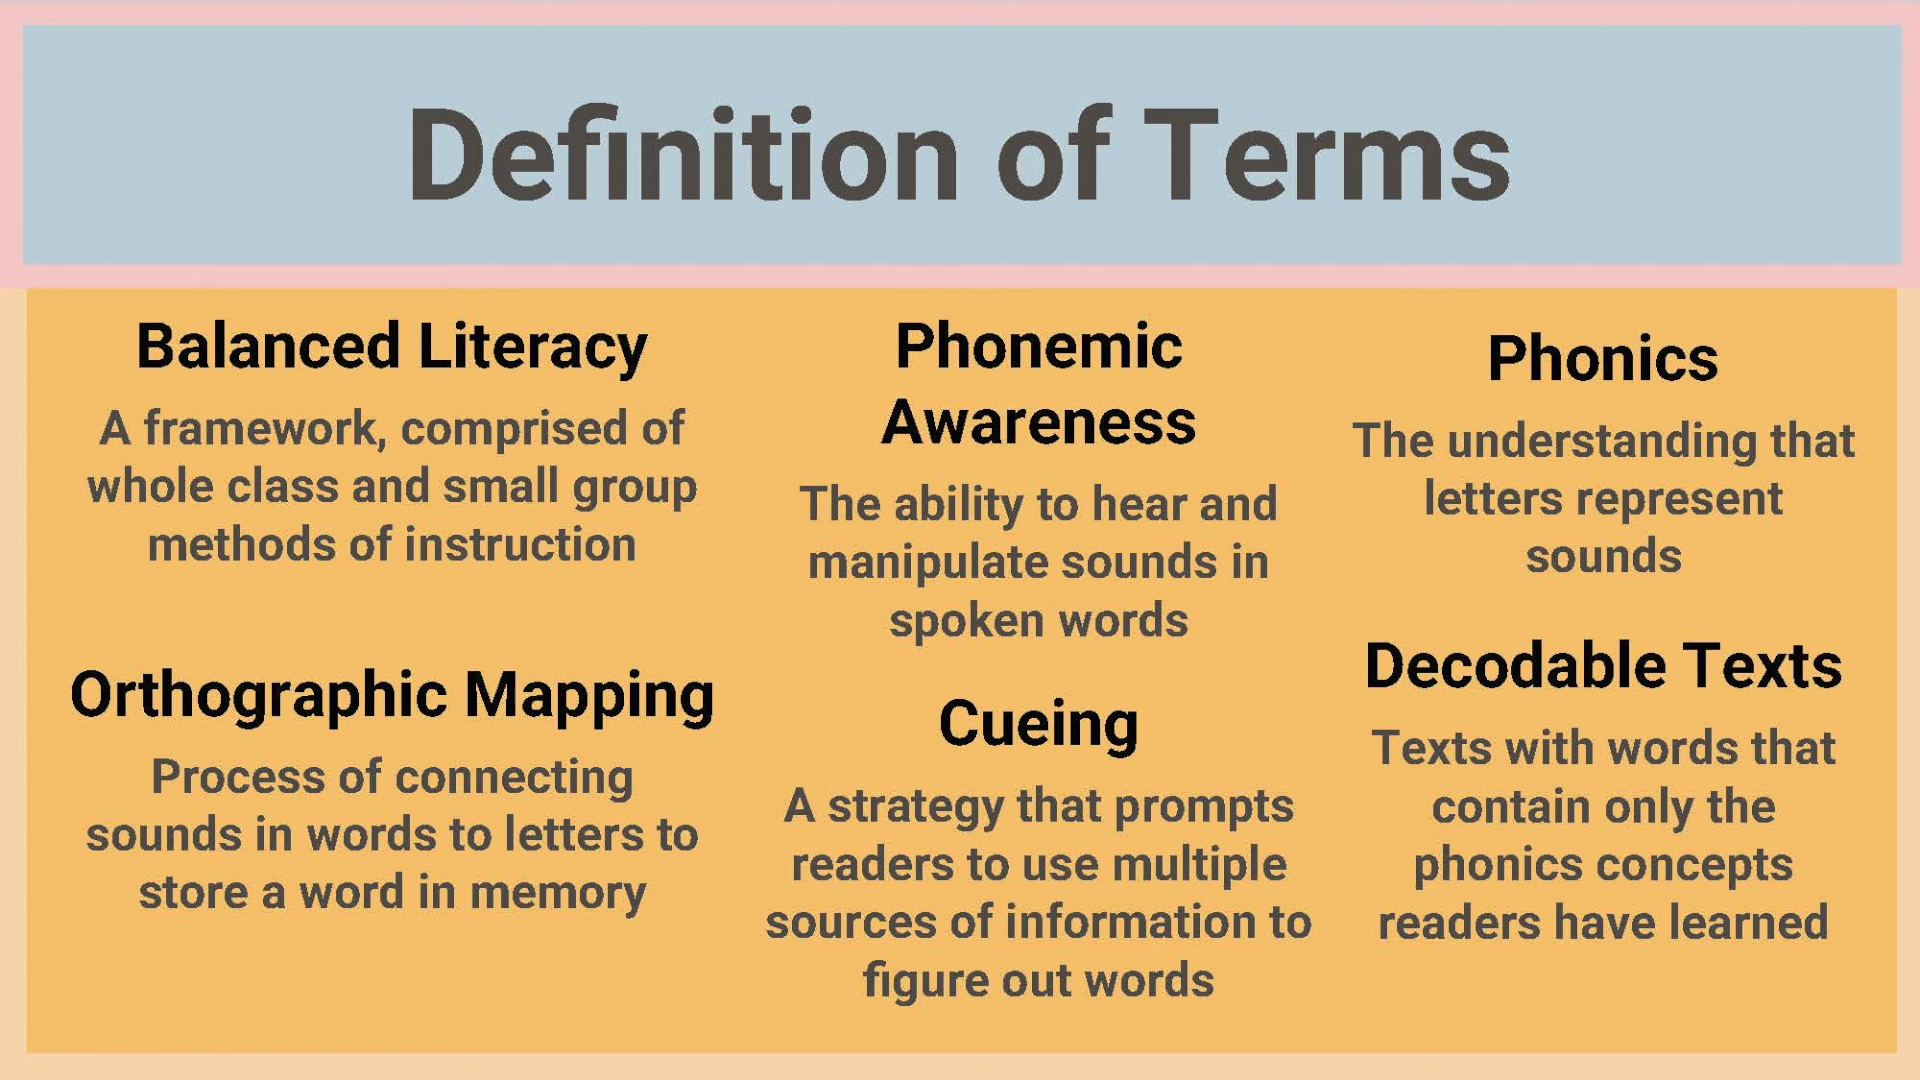 Definition of Terms
Balanced Literacy
A framework, comprised of
whole class and small group
methods of instruction
Orthographic Mapping
Process of connecting
sounds in words to letters to
store a word in memory
Phonemic
Awareness
The ability to hear and
manipulate sounds in
spoken words
Cueing
A strategy that prompts
readers to use multiple
sources of information to
figure out words
Phonics
The understanding that
letters represent
sounds
Decodable Texts
Texts with words that
contain only the
phonics concepts
readers have learned